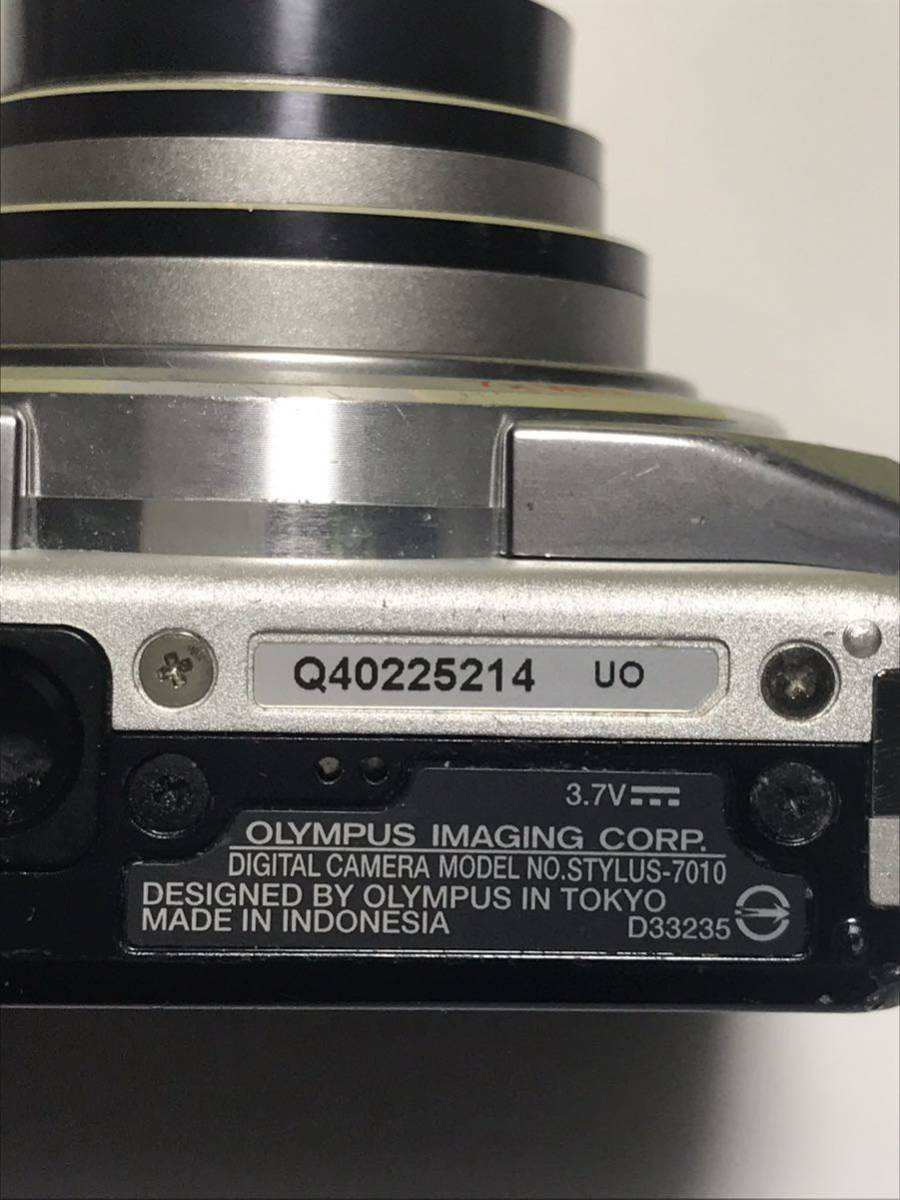 Q40225214 UO
3.7V
OLYMPUS IMAGING CORP.
DIGITAL CAMERA MODEL NO.STYLUS-7010
DESIGNED BY OLYMPUS IN TOKYO
MADE IN INDONESIA D33235